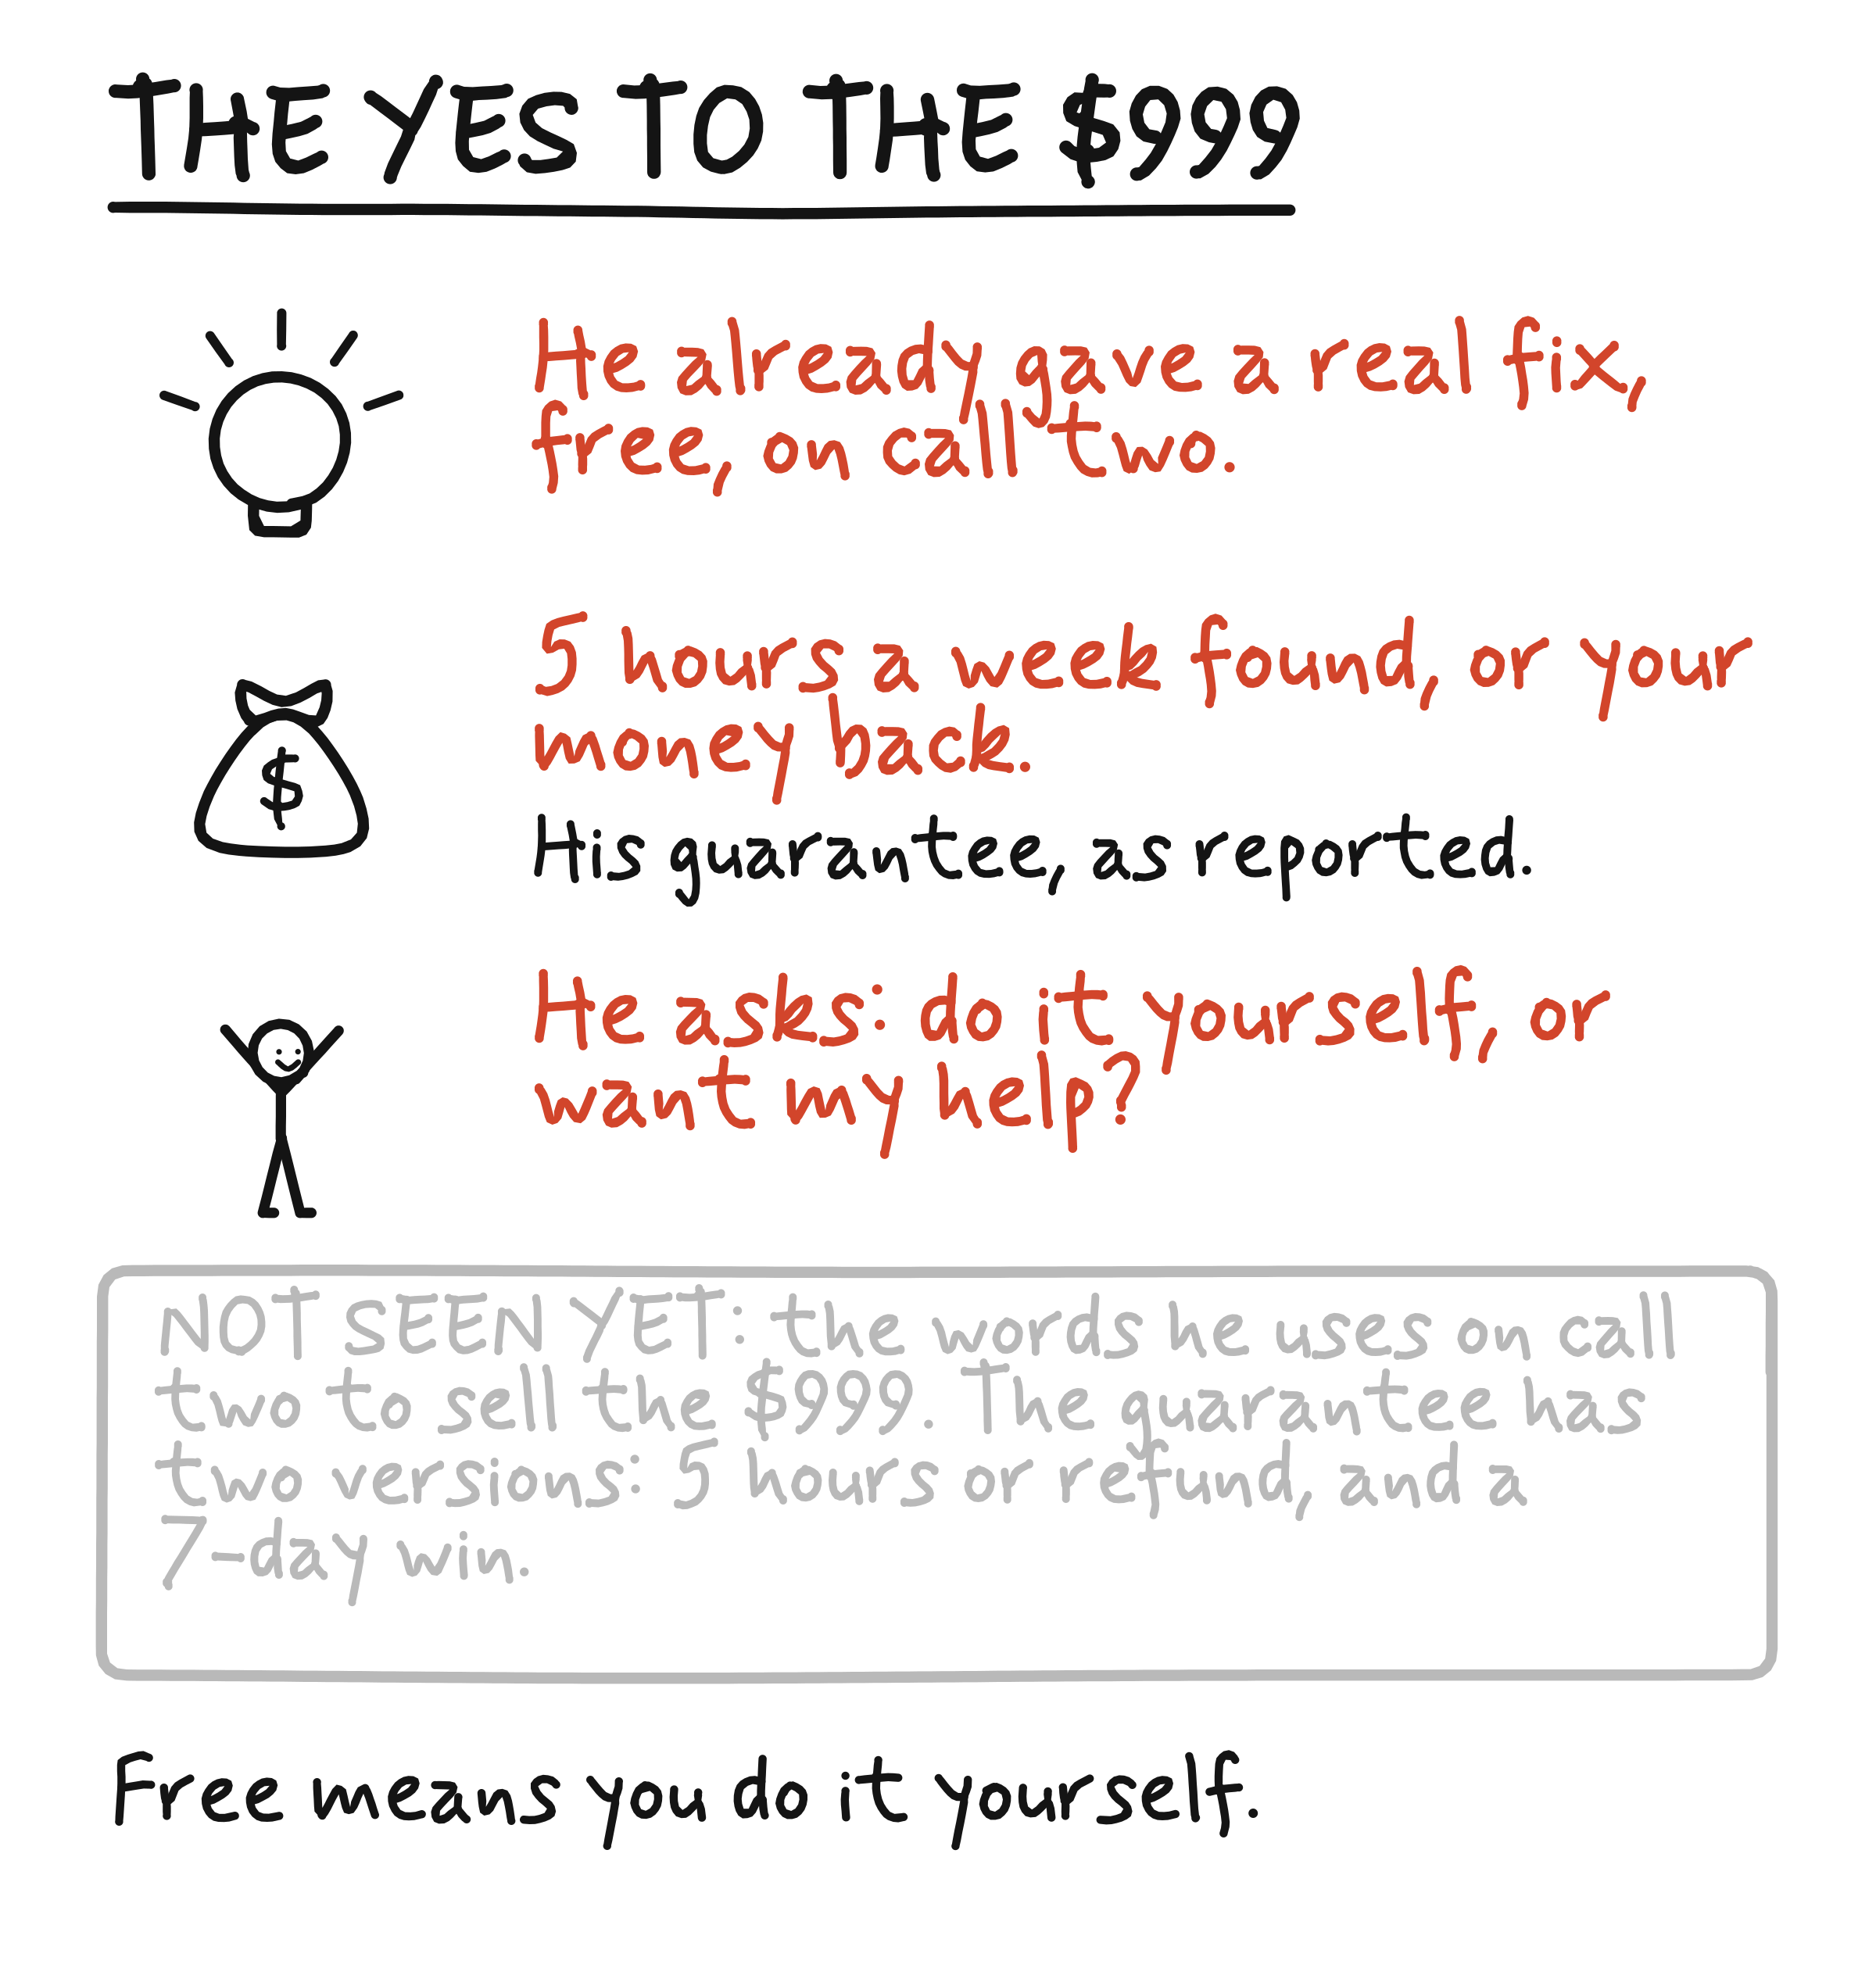 THE YES TO THE $999
He already gave a real fix,
free, on call two.
5 hours a week found, or your
money back.
$
His guarantee, as reported.
He asks: do it yourself, or
want my help?
NOT SEEN YET: the words he uses on call
two to sell the $999. The guarantee has
two versions: 5 hours or refund, and a
7-day win.
Free means you do it yourself.